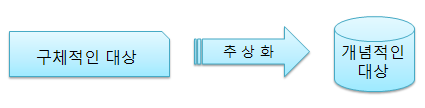 구체적인 대상
추 상 화
개념적인
대상